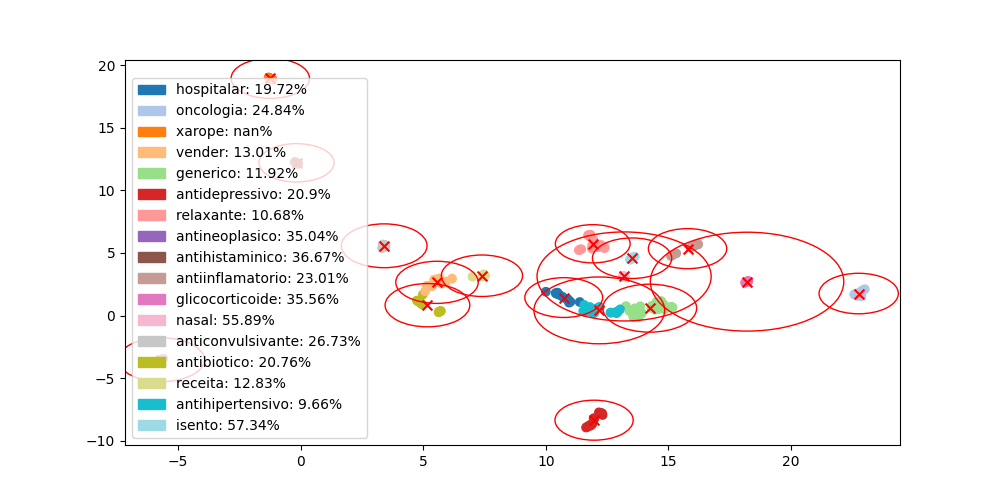 20
15
10
5
0
−5
−10
hospitalar: 19.72%
oncologia: 24.84%
xarope: nan%
vender: 13.01%
generico: 11.92%
antidepressivo: 20.9%
relaxante: 10.68%
antineoplasico: 35.04%
antihistaminico: 36.67%
antiinflamatorio: 23.01%
glicocorticoide: 35.56%
nasal: 55.89%
anticonvulsivante: 26.73%
antibiotico: 20.76%
receita: 12.83%
antihipertensivo: 9.66%
isento: 57.34%
−5 0 5 10 15 20